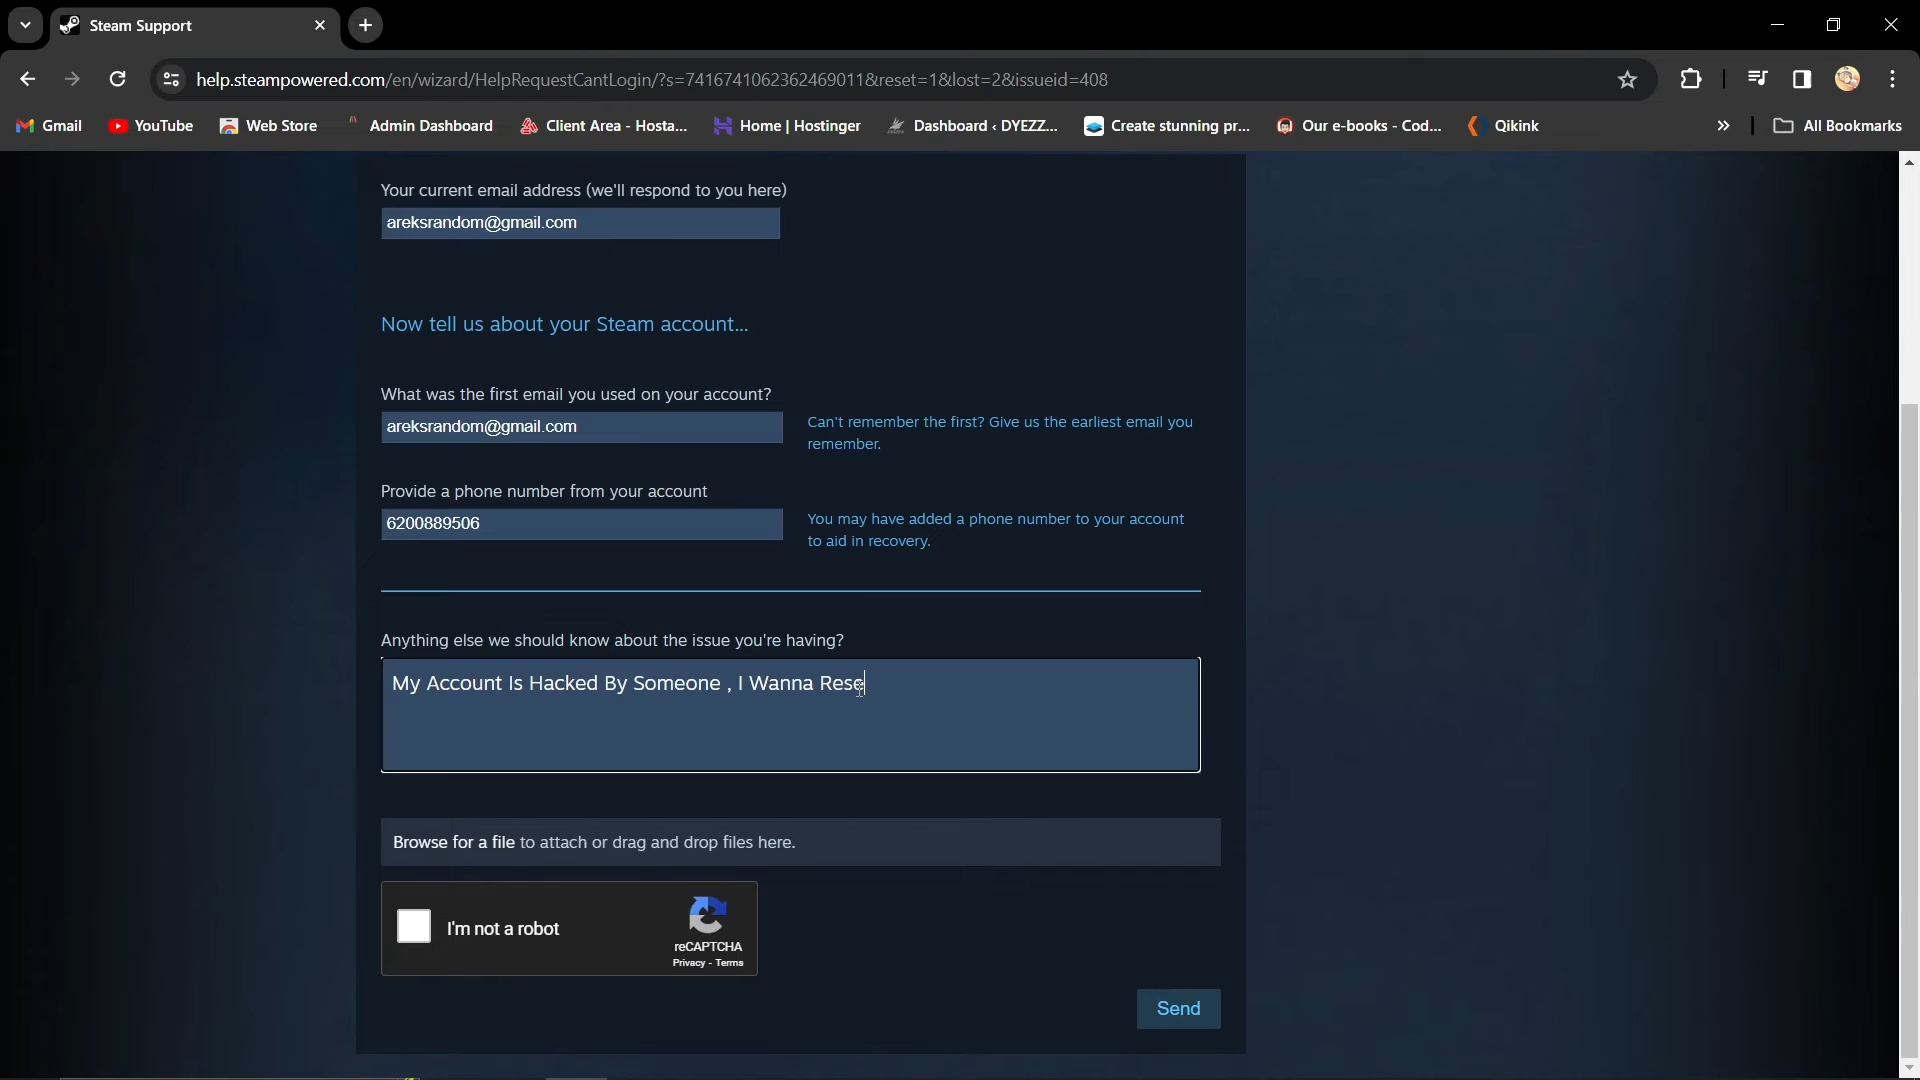 Steam Support
help.steampowered.com/en/wizard/HelpRequestCantLogin/?s=7416741062362469011&reset=1&lost=2&issueid=408
Gmail YouTube Web Store Admin Dashboard Client Area - Hosta... Home | Hostinger Dashboard ‹ DYEZZ... Create stunning pr... Our e-books - Cod... Qikink » All Bookmarks
Your current email address (we'll respond to you here)
areksrandom@gmail.com
Now tell us about your Steam account...
What was the first email you used on your account?
areksrandom@gmail.com
Can't remember the first? Give us the earliest email you
remember.
Provide a phone number from your account
6200889506
You may have added a phone number to your account
to aid in recovery.
Anything else we should know about the issue you're having?
My Account Is Hacked By Someone , I Wanna Rese
Browse for a file to attach or drag and drop files here.
I'm not a robot
reCAPTCHA
Privacy - Terms
Send